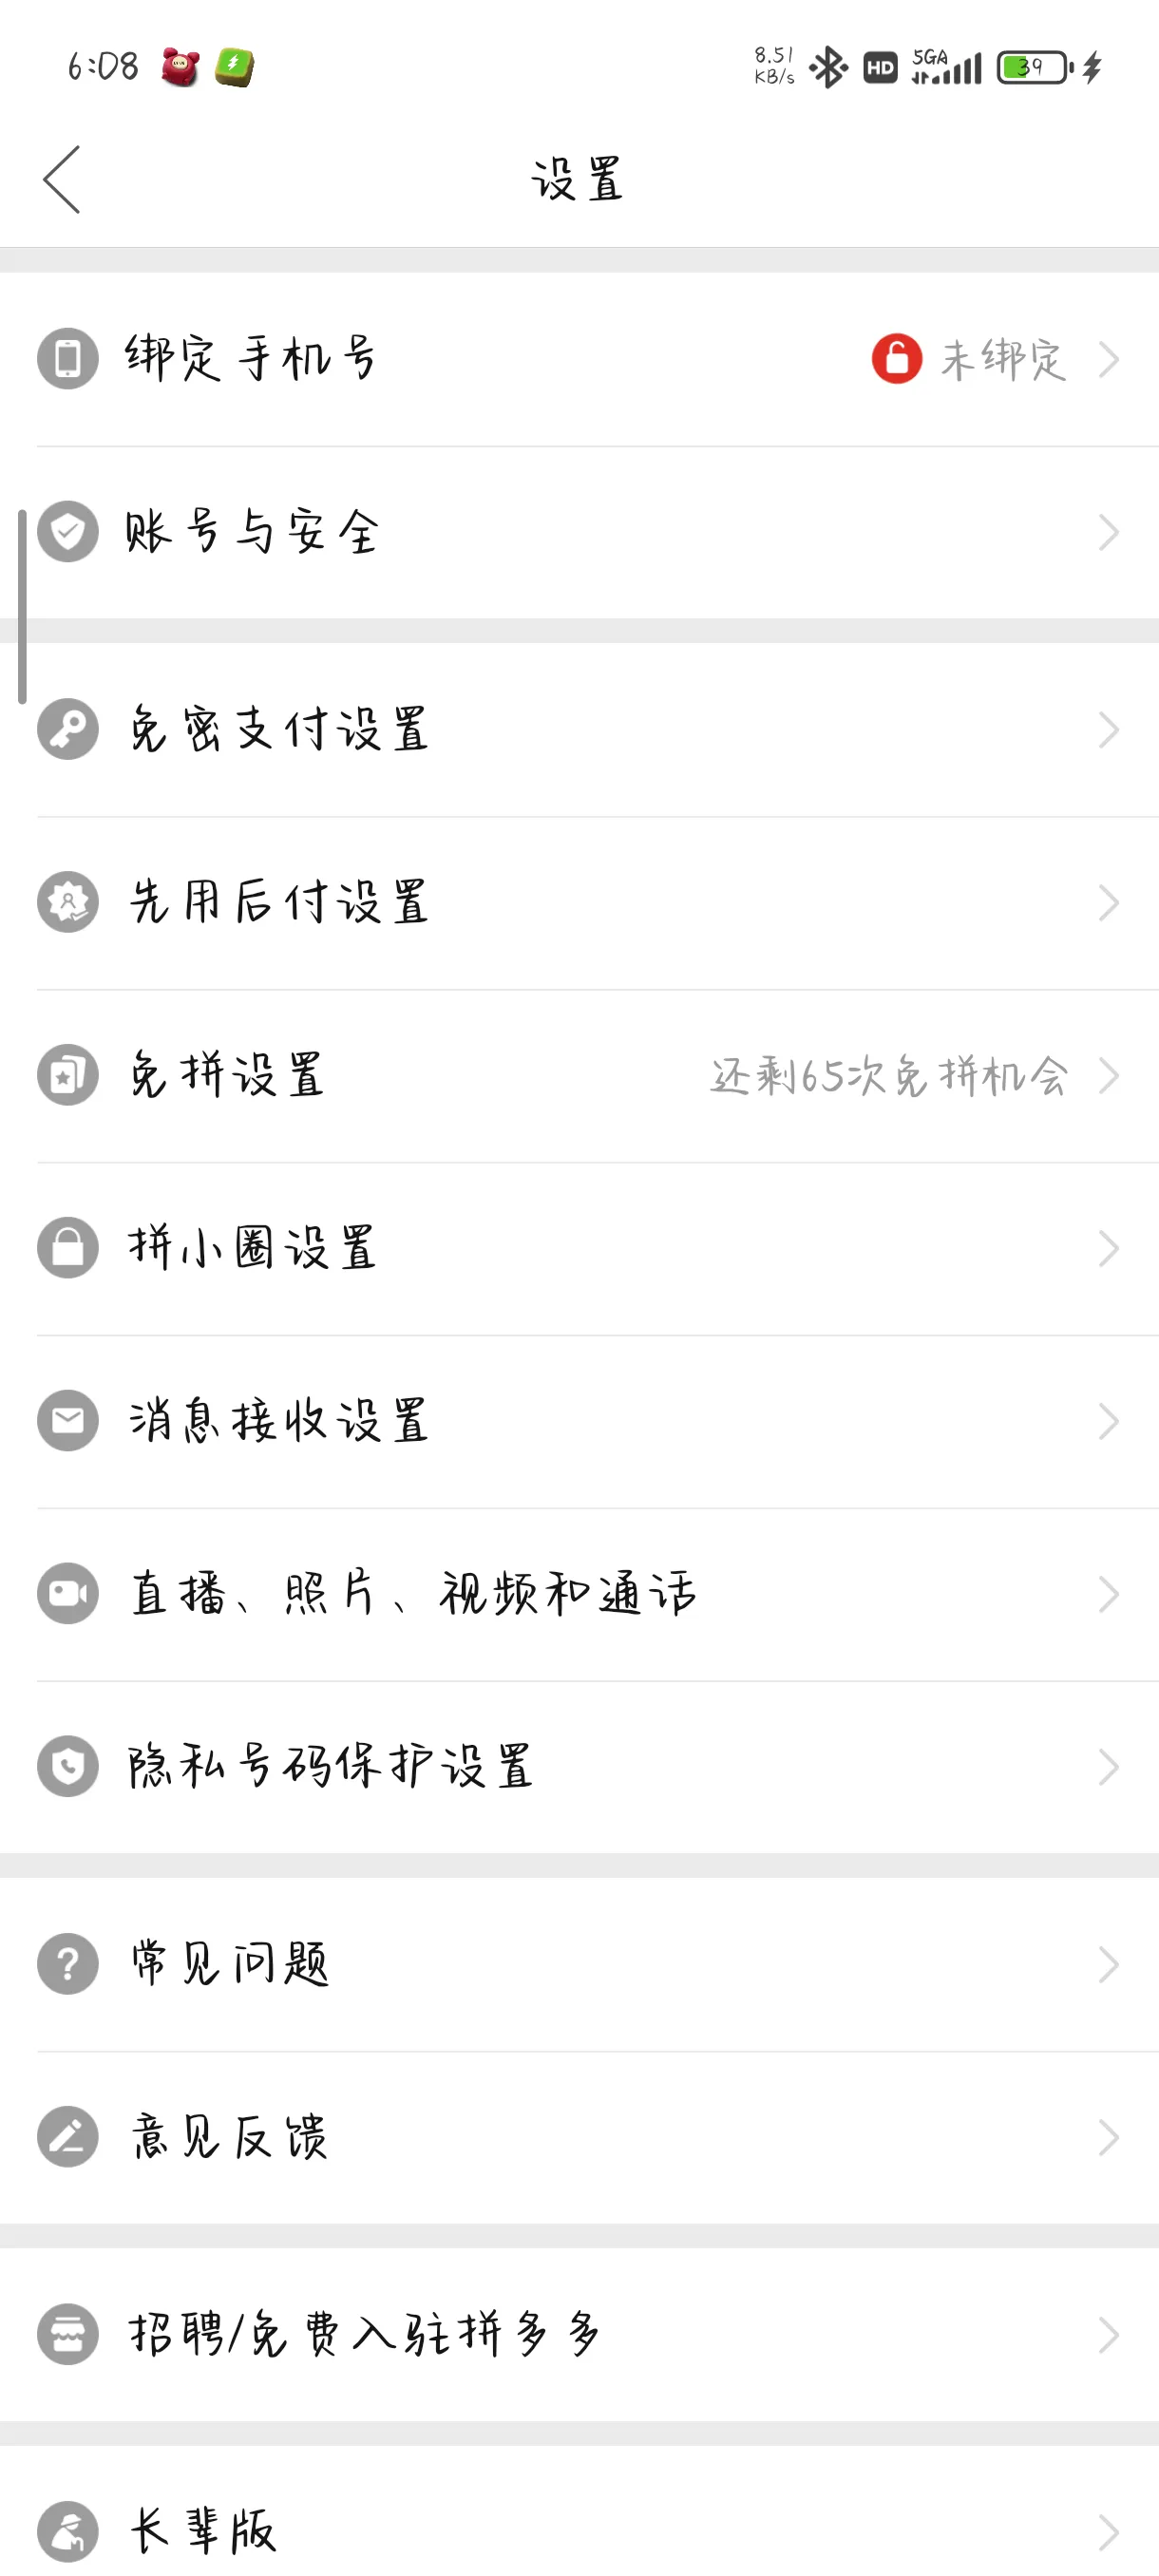 6:08
8.51 KB/s HD 5GA 39
设置
绑定手机号 未绑定
账号与安全
免密支付设置
先用后付设置
免拼设置 还剩65次免拼机会
拼小圈设置
消息接收设置
直播、照片、视频和通话
隐私号码保护设置
常见问题
意见反馈
招聘/免费入驻拼多多
长辈版